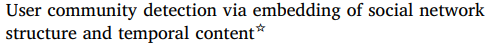 User community detection via embedding of social network
structure and temporal content☆